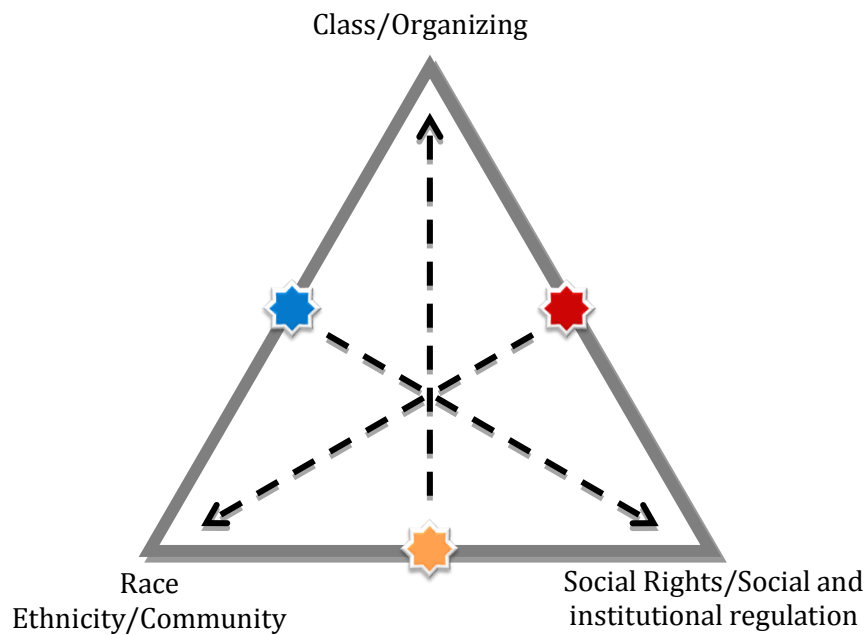 Class/Organizing
Race
Ethnicity/Community
Social Rights/Social and
institutional regulation